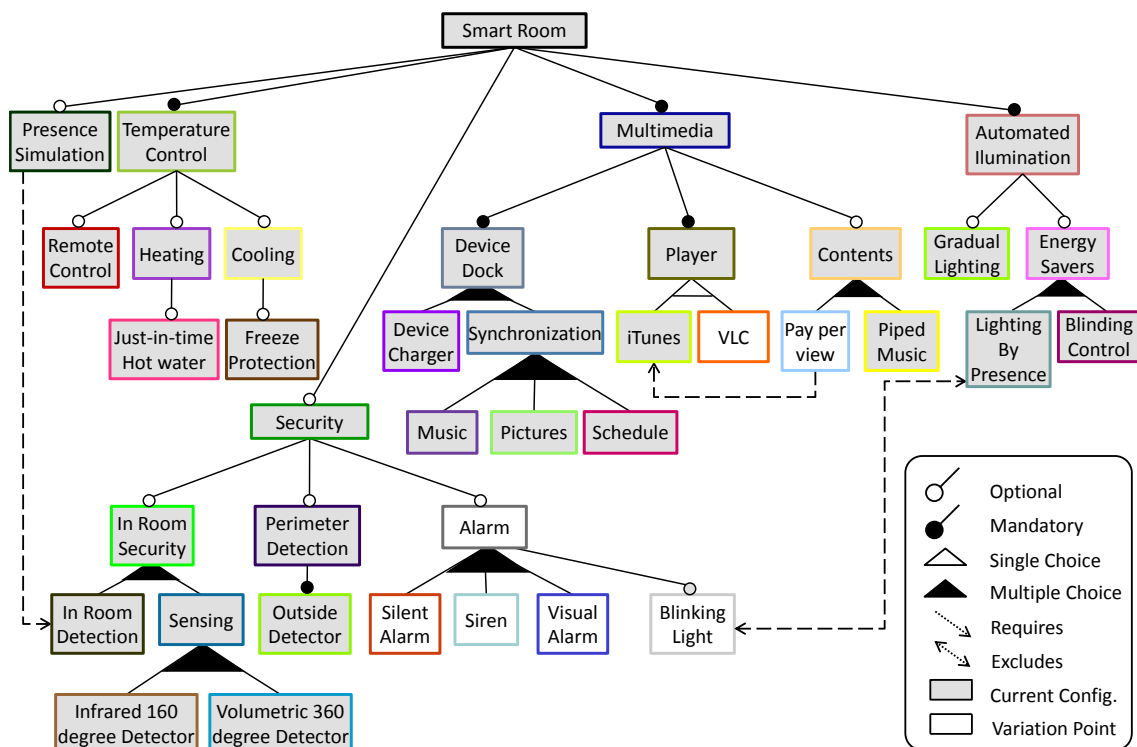 Smart Room
Presence
Simulation
Temperature
Control
Multimedia
Automated
Ilumination
Remote
Control
Heating
Cooling
Device
Dock
Player
Contents
Gradual
Lighting
Energy
Savers
Just-in-time
Hot water
Freeze
Protection
Device
Charger
Synchronization
iTunes
VLC
Pay per
view
Piped
Music
Lighting
By
Presence
Blinding
Control
Security
Music
Pictures
Schedule
In Room
Security
Perimeter
Detection
Alarm
In Room
Detection
Sensing
Outside
Detector
Silent
Alarm
Siren
Visual
Alarm
Blinking
Light
Infrared 160
degree Detector
Volumetric 360
degree Detector
Optional
Mandatory
Single Choice
Multiple Choice
Requires
Excludes
Current Config.
Variation Point